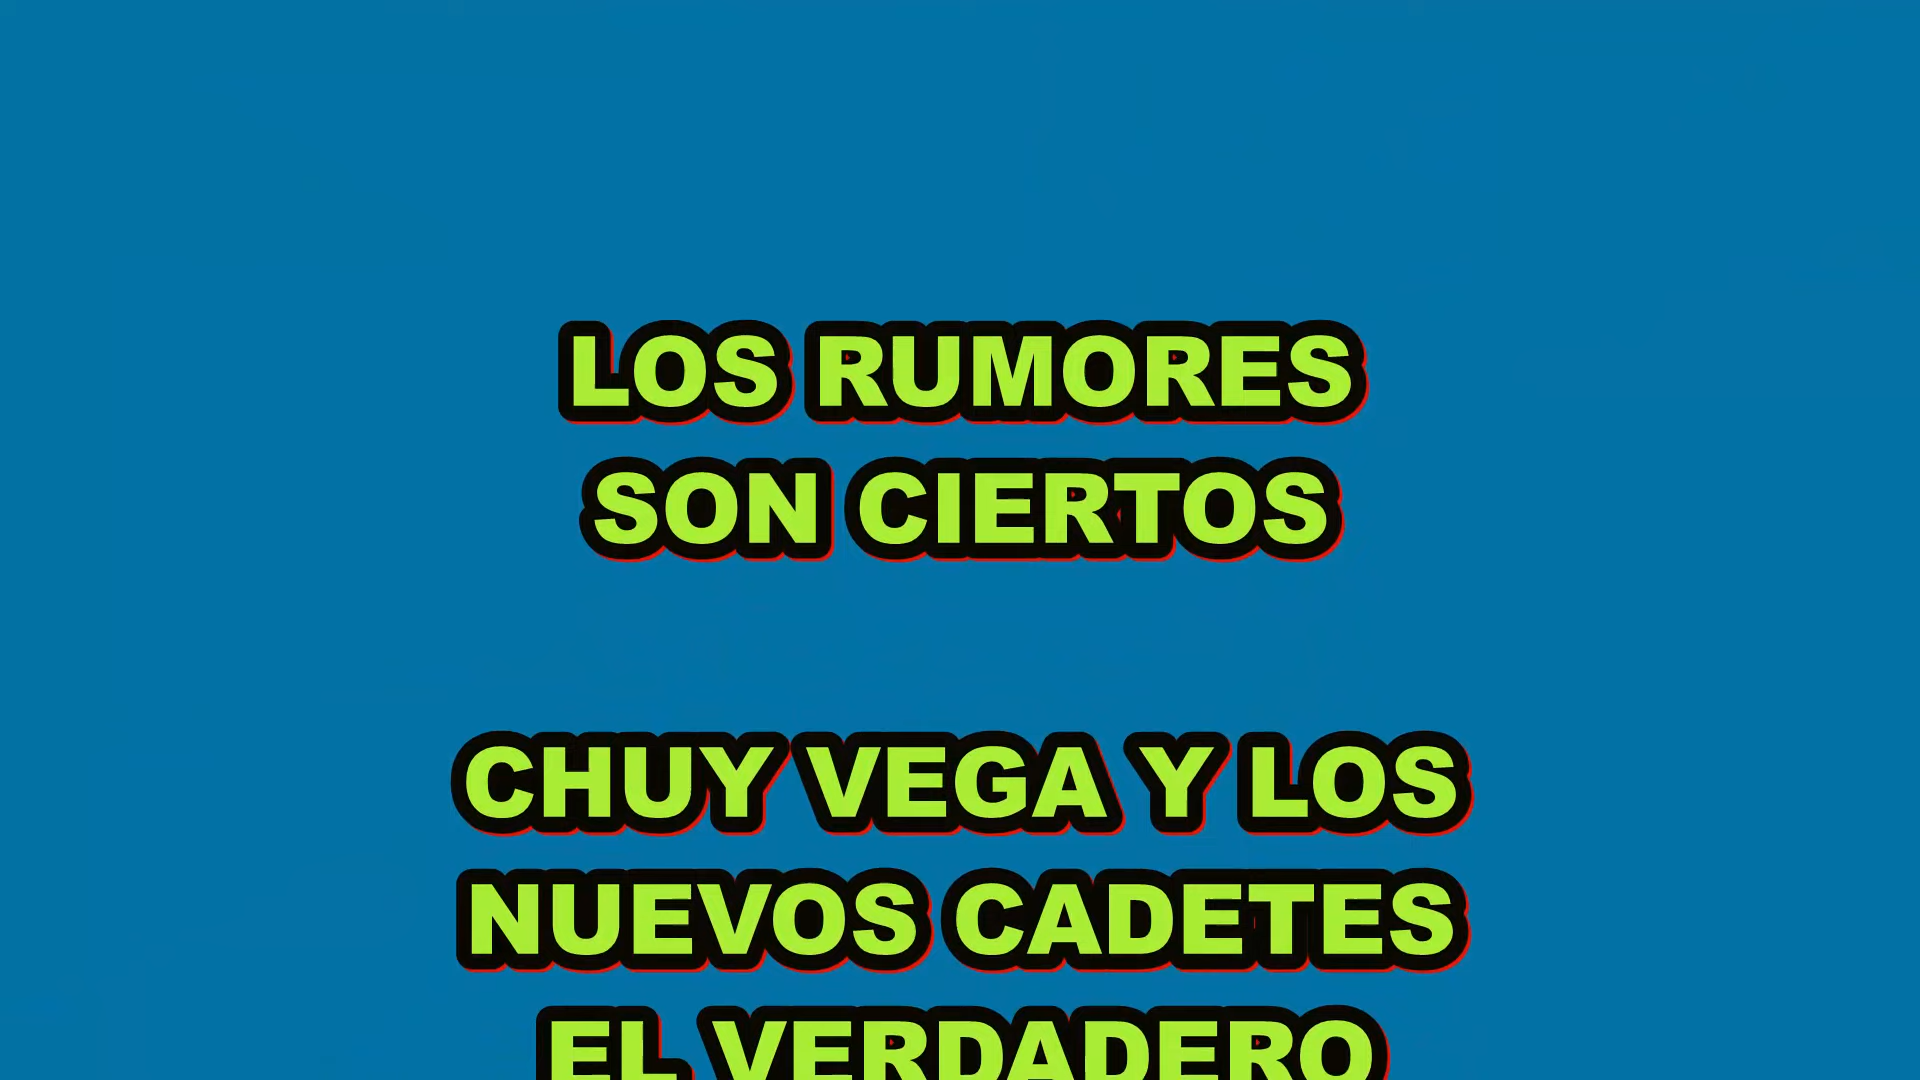 LOS RUMORES
SON CIERTOS
CHUY VEGA Y LOS
NUEVOS CADETES
EL VERDADERO